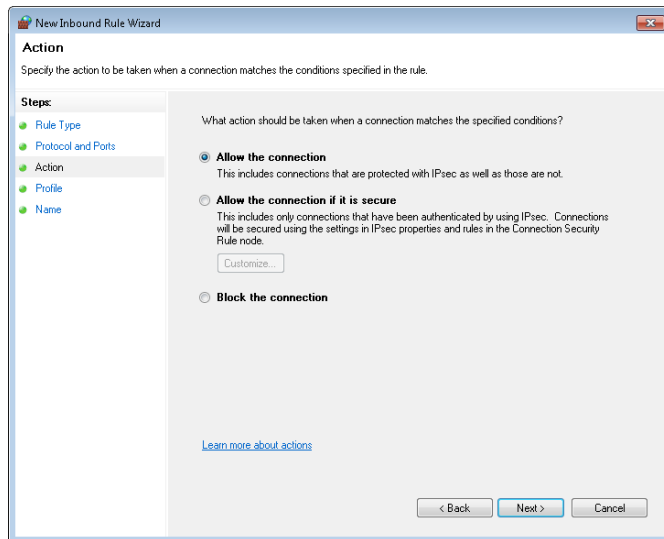 New Inbound Rule Wizard
Action
Specify the action to be taken when a connection matches the conditions specified in the rule.
Steps:
Rule Type
Protocol and Ports
Action
Profile
Name
What action should be taken when a connection matches the specified conditions?
Allow the connection
This includes connections that are protected with IPsec as well as those are not.
Allow the connection if it is secure
This includes only connections that have been authenticated by using IPsec. Connections
will be secured using the settings in IPsec properties and rules in the Connection Security
Rule node.
Customize...
Block the connection
Learn more about actions
< Back
Next >
Cancel